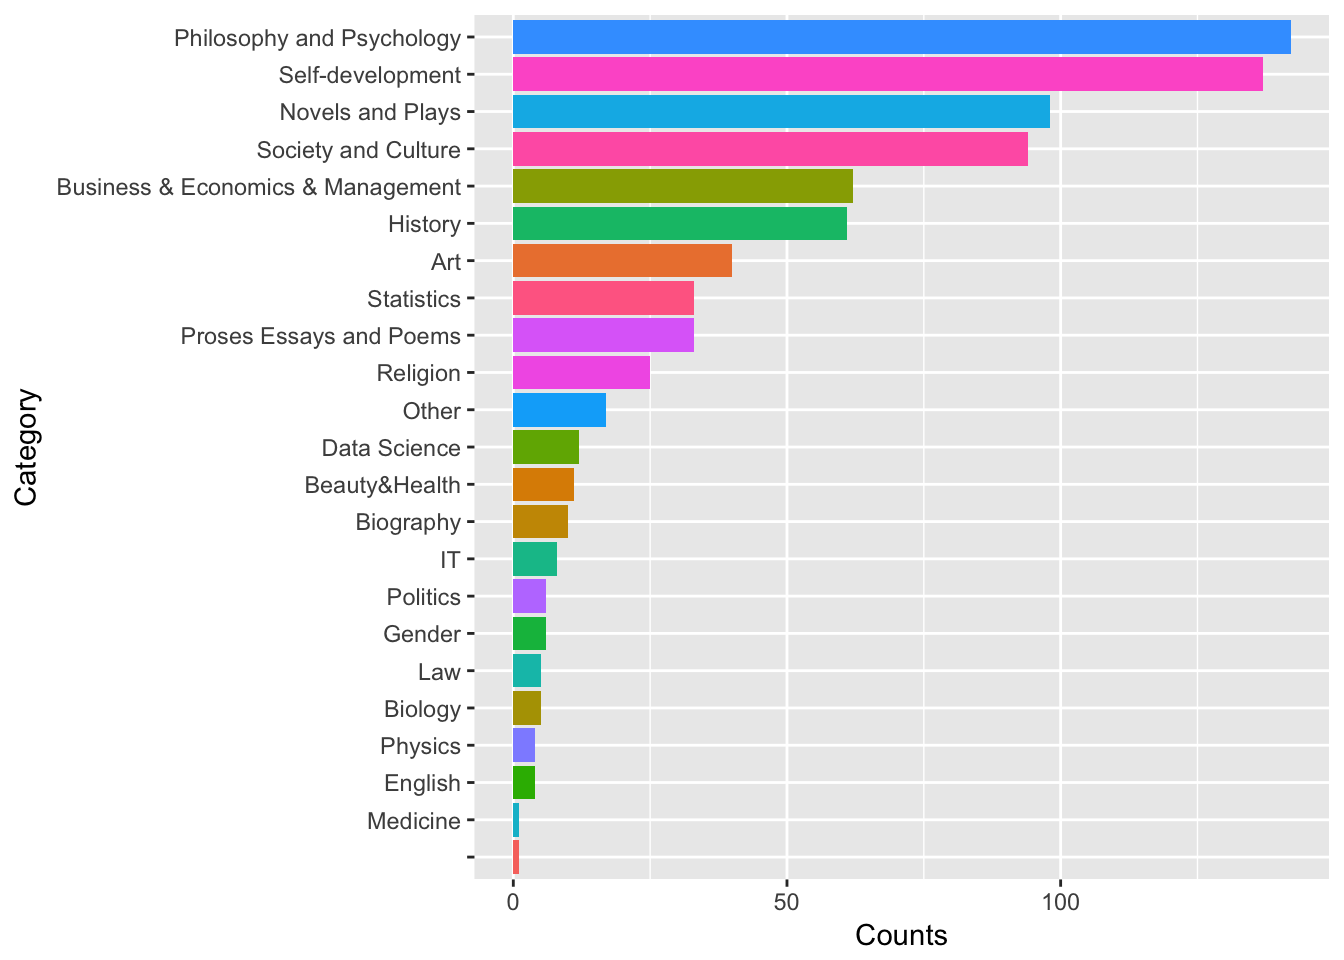 Philosophy and Psychology
Self-development
Novels and Plays
Society and Culture
Business & Economics & Management
History
Art
Statistics
Proses Essays and Poems
Religion
Other
Data Science
Beauty&Health
Biography
IT
Politics
Gender
Law
Biology
Physics
English
Medicine
Category
0 50 100
Counts